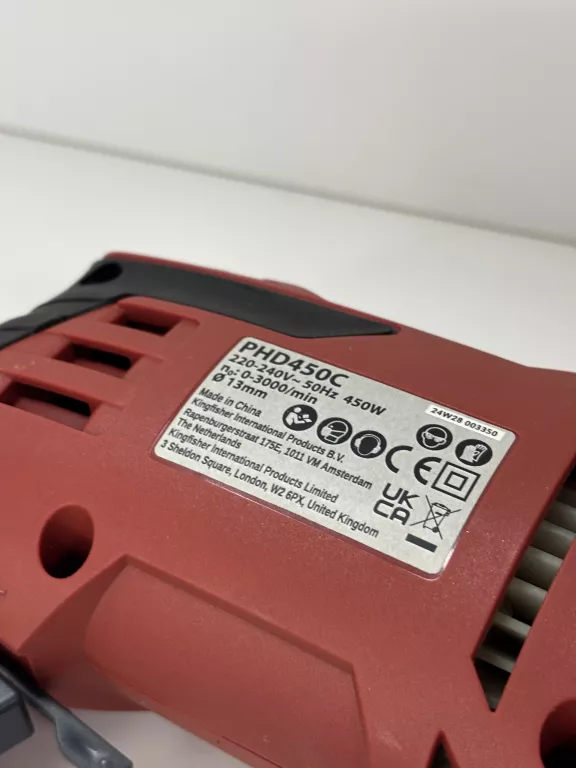 PHD450C
220-240V~ 50Hz 450W
n₀: 0-3000/min
Ø 13mm
Made in China
Kingfisher International Products B.V.
Rapenburgerstraat 175E, 1011 VM Amsterdam
The Netherlands
Kingfisher International Products Limited
3 Sheldon Square, London, W2 6PX, United Kingdom
24W28 003350
CE
UK
CA